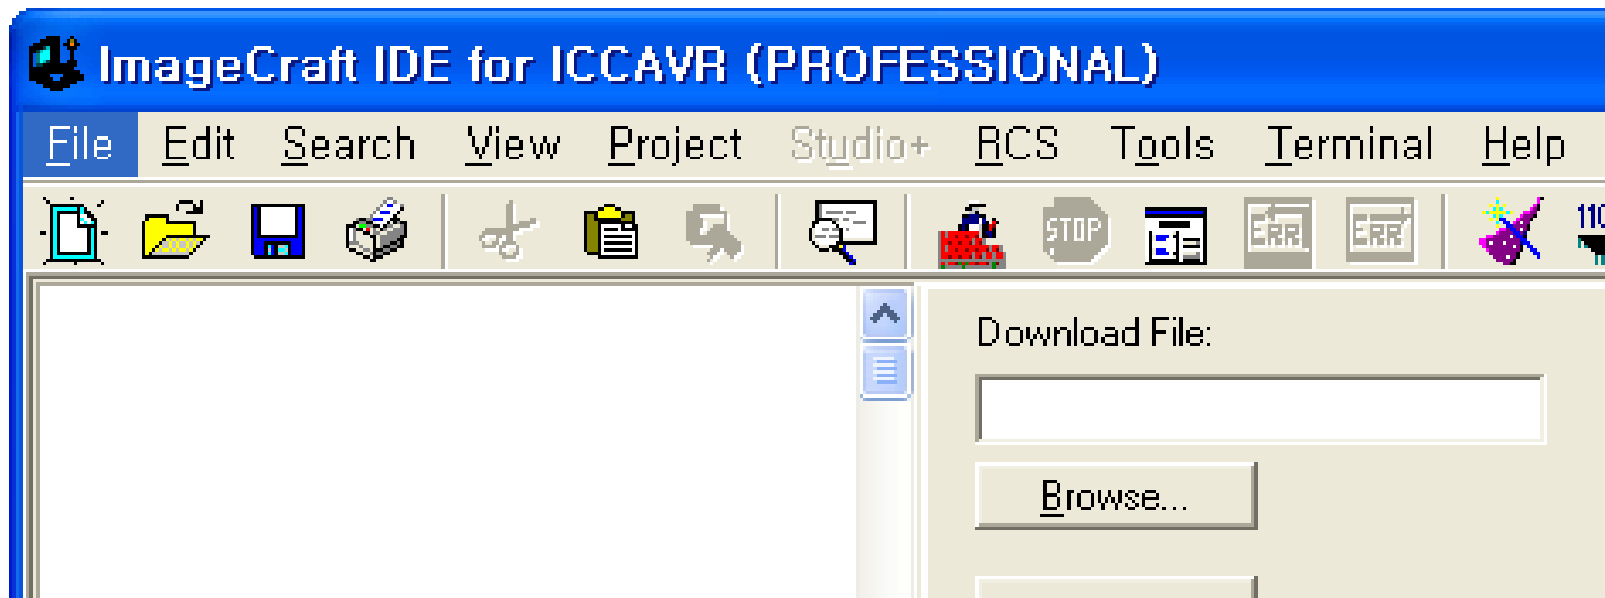 ImageCraft IDE for ICCAVR (PROFESSIONAL)
File Edit Search View Project Studio+ RCS Tools Terminal Help
STOP ERR ERR 110
Download File:
Browse...